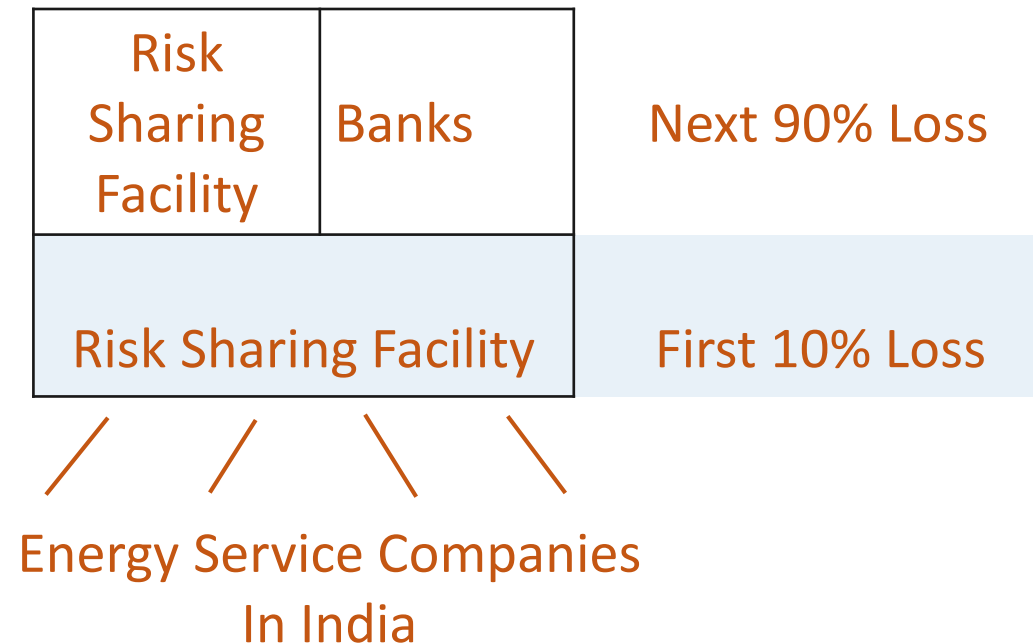 Risk
Sharing
Facility
Banks
Next 90% Loss
Risk Sharing Facility
First 10% Loss
Energy Service Companies
In India